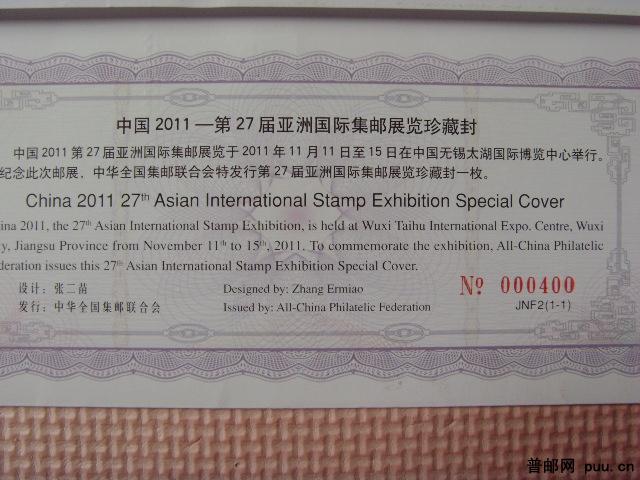 中国 2011 — 第 27 届亚洲国际集邮展览珍藏封
中国 2011 第 27 届亚洲国际集邮展览于 2011 年 11 月 11 日至 15 日在中国无锡太湖国际博览中心举行。
纪念此次邮展，中华全国集邮联合会特发行第 27 届亚洲国际集邮展览珍藏封一枚。
China 2011 27th Asian International Stamp Exhibition Special Cover
ina 2011, the 27th Asian International Stamp Exhibition, is held at Wuxi Taihu International Expo. Centre, Wuxi
y, Jiangsu Province from November 11th to 15th, 2011. To commemorate the exhibition, All-China Philatelic
deration issues this 27th Asian International Stamp Exhibition Special Cover.
设计：张二苗 Designed by: Zhang Ermiao № 000400
发行：中华全国集邮联合会 Issued by: All-China Philatelic Federation JNF2(1-1)
普邮网 puu.cn